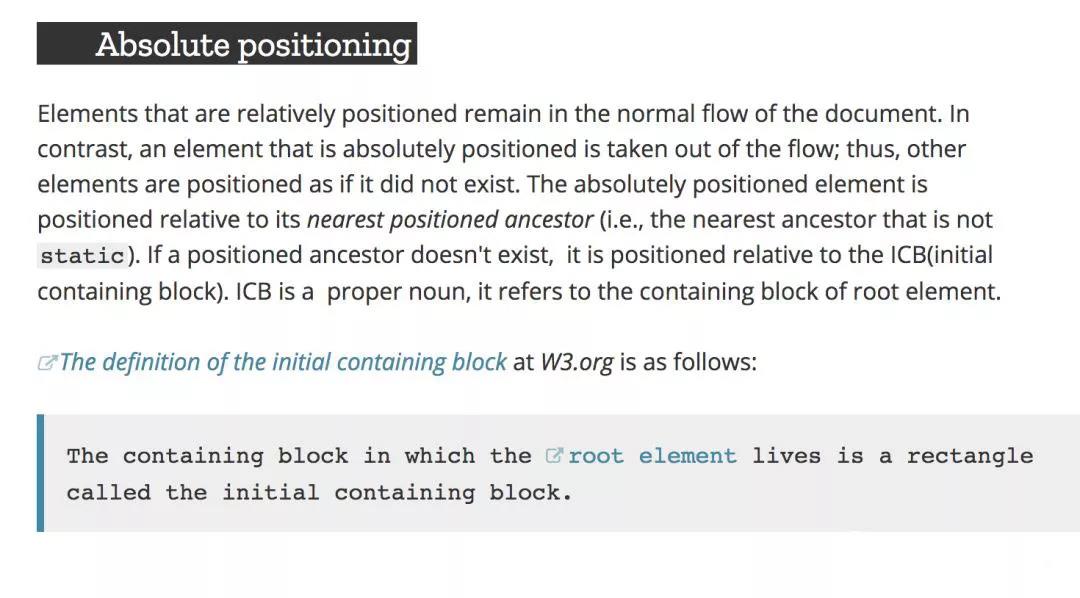 Absolute positioning
Elements that are relatively positioned remain in the normal flow of the document. In
contrast, an element that is absolutely positioned is taken out of the flow; thus, other
elements are positioned as if it did not exist. The absolutely positioned element is
positioned relative to its nearest positioned ancestor (i.e., the nearest ancestor that is not
static). If a positioned ancestor doesn't exist,  it is positioned relative to the ICB(initial
containing block). ICB is a  proper noun, it refers to the containing block of root element.
The definition of the initial containing block at W3.org is as follows:
The containing block in which the root element lives is a rectangle
called the initial containing block.